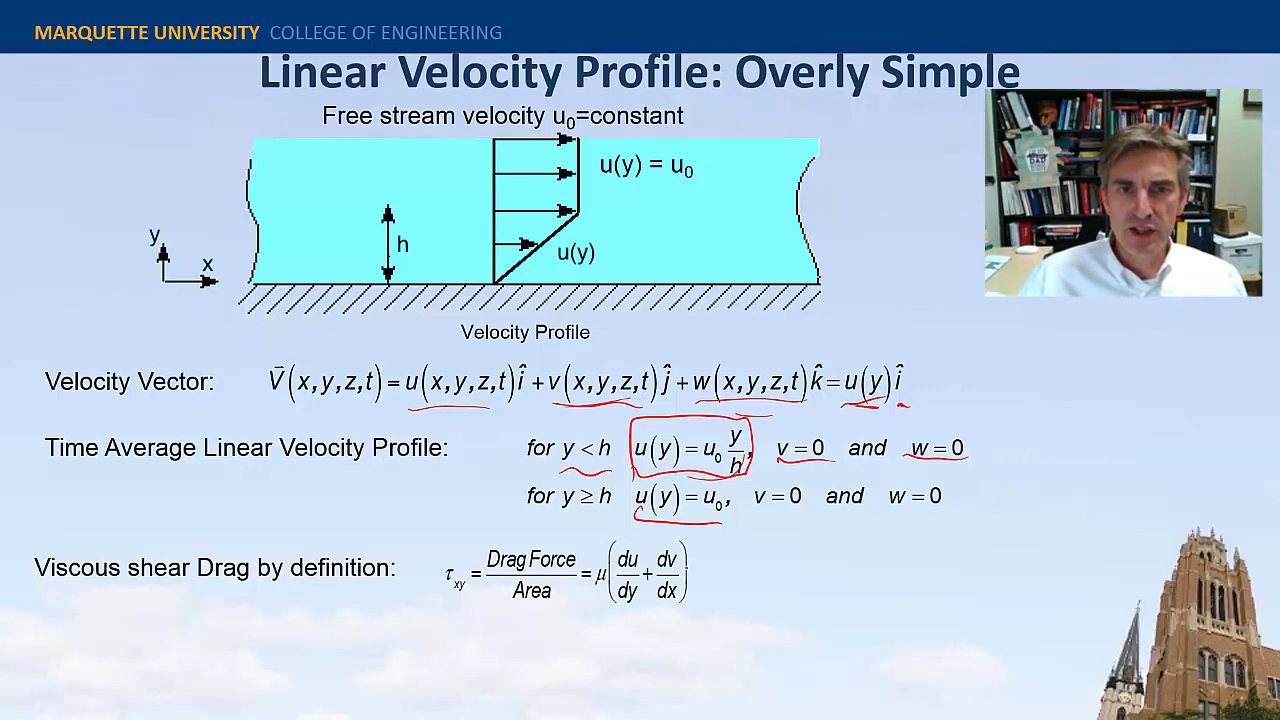 MARQUETTE UNIVERSITY COLLEGE OF ENGINEERING
Linear Velocity Profile: Overly Simple
Free stream velocity u₀=constant
u(y) = u₀
y
h
x
u(y)
Velocity Profile
Velocity Vector: V̄(x,y,z,t) = u(x,y,z,t)î + v(x,y,z,t)ĵ + w(x,y,z,t)k̂ = u(y)î
Time Average Linear Velocity Profile: for y < h u(y) = u₀ y/h, v = 0 and w = 0
for y ≥ h u(y) = u₀, v = 0 and w = 0
Viscous shear Drag by definition: τxy = Drag Force/Area = μ(du/dy + dv/dx)